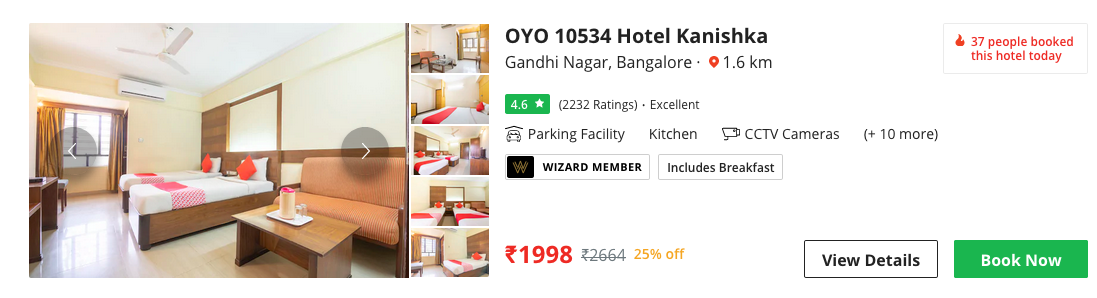 OYO 10534 Hotel Kanishka
37 people booked
this hotel today
Gandhi Nagar, Bangalore · 1.6 km
4.6 ★ (2232 Ratings) · Excellent
Parking Facility Kitchen CCTV Cameras (+ 10 more)
W WIZARD MEMBER Includes Breakfast
₹1998 ₹2664 25% off View Details Book Now